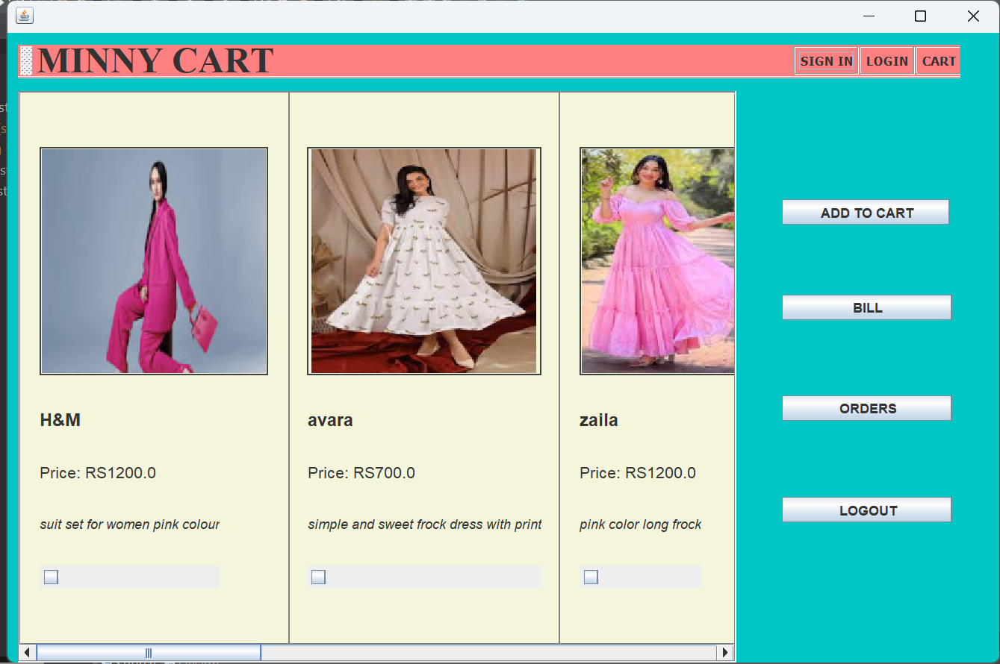 MINNY CART
SIGN IN LOGIN CART
ADD TO CART
BILL
ORDERS
LOGOUT
H&M
Price: RS1200.0
suit set for women pink colour
avara
Price: RS700.0
simple and sweet frock dress with print
zaila
Price: RS1200.0
pink color long frock